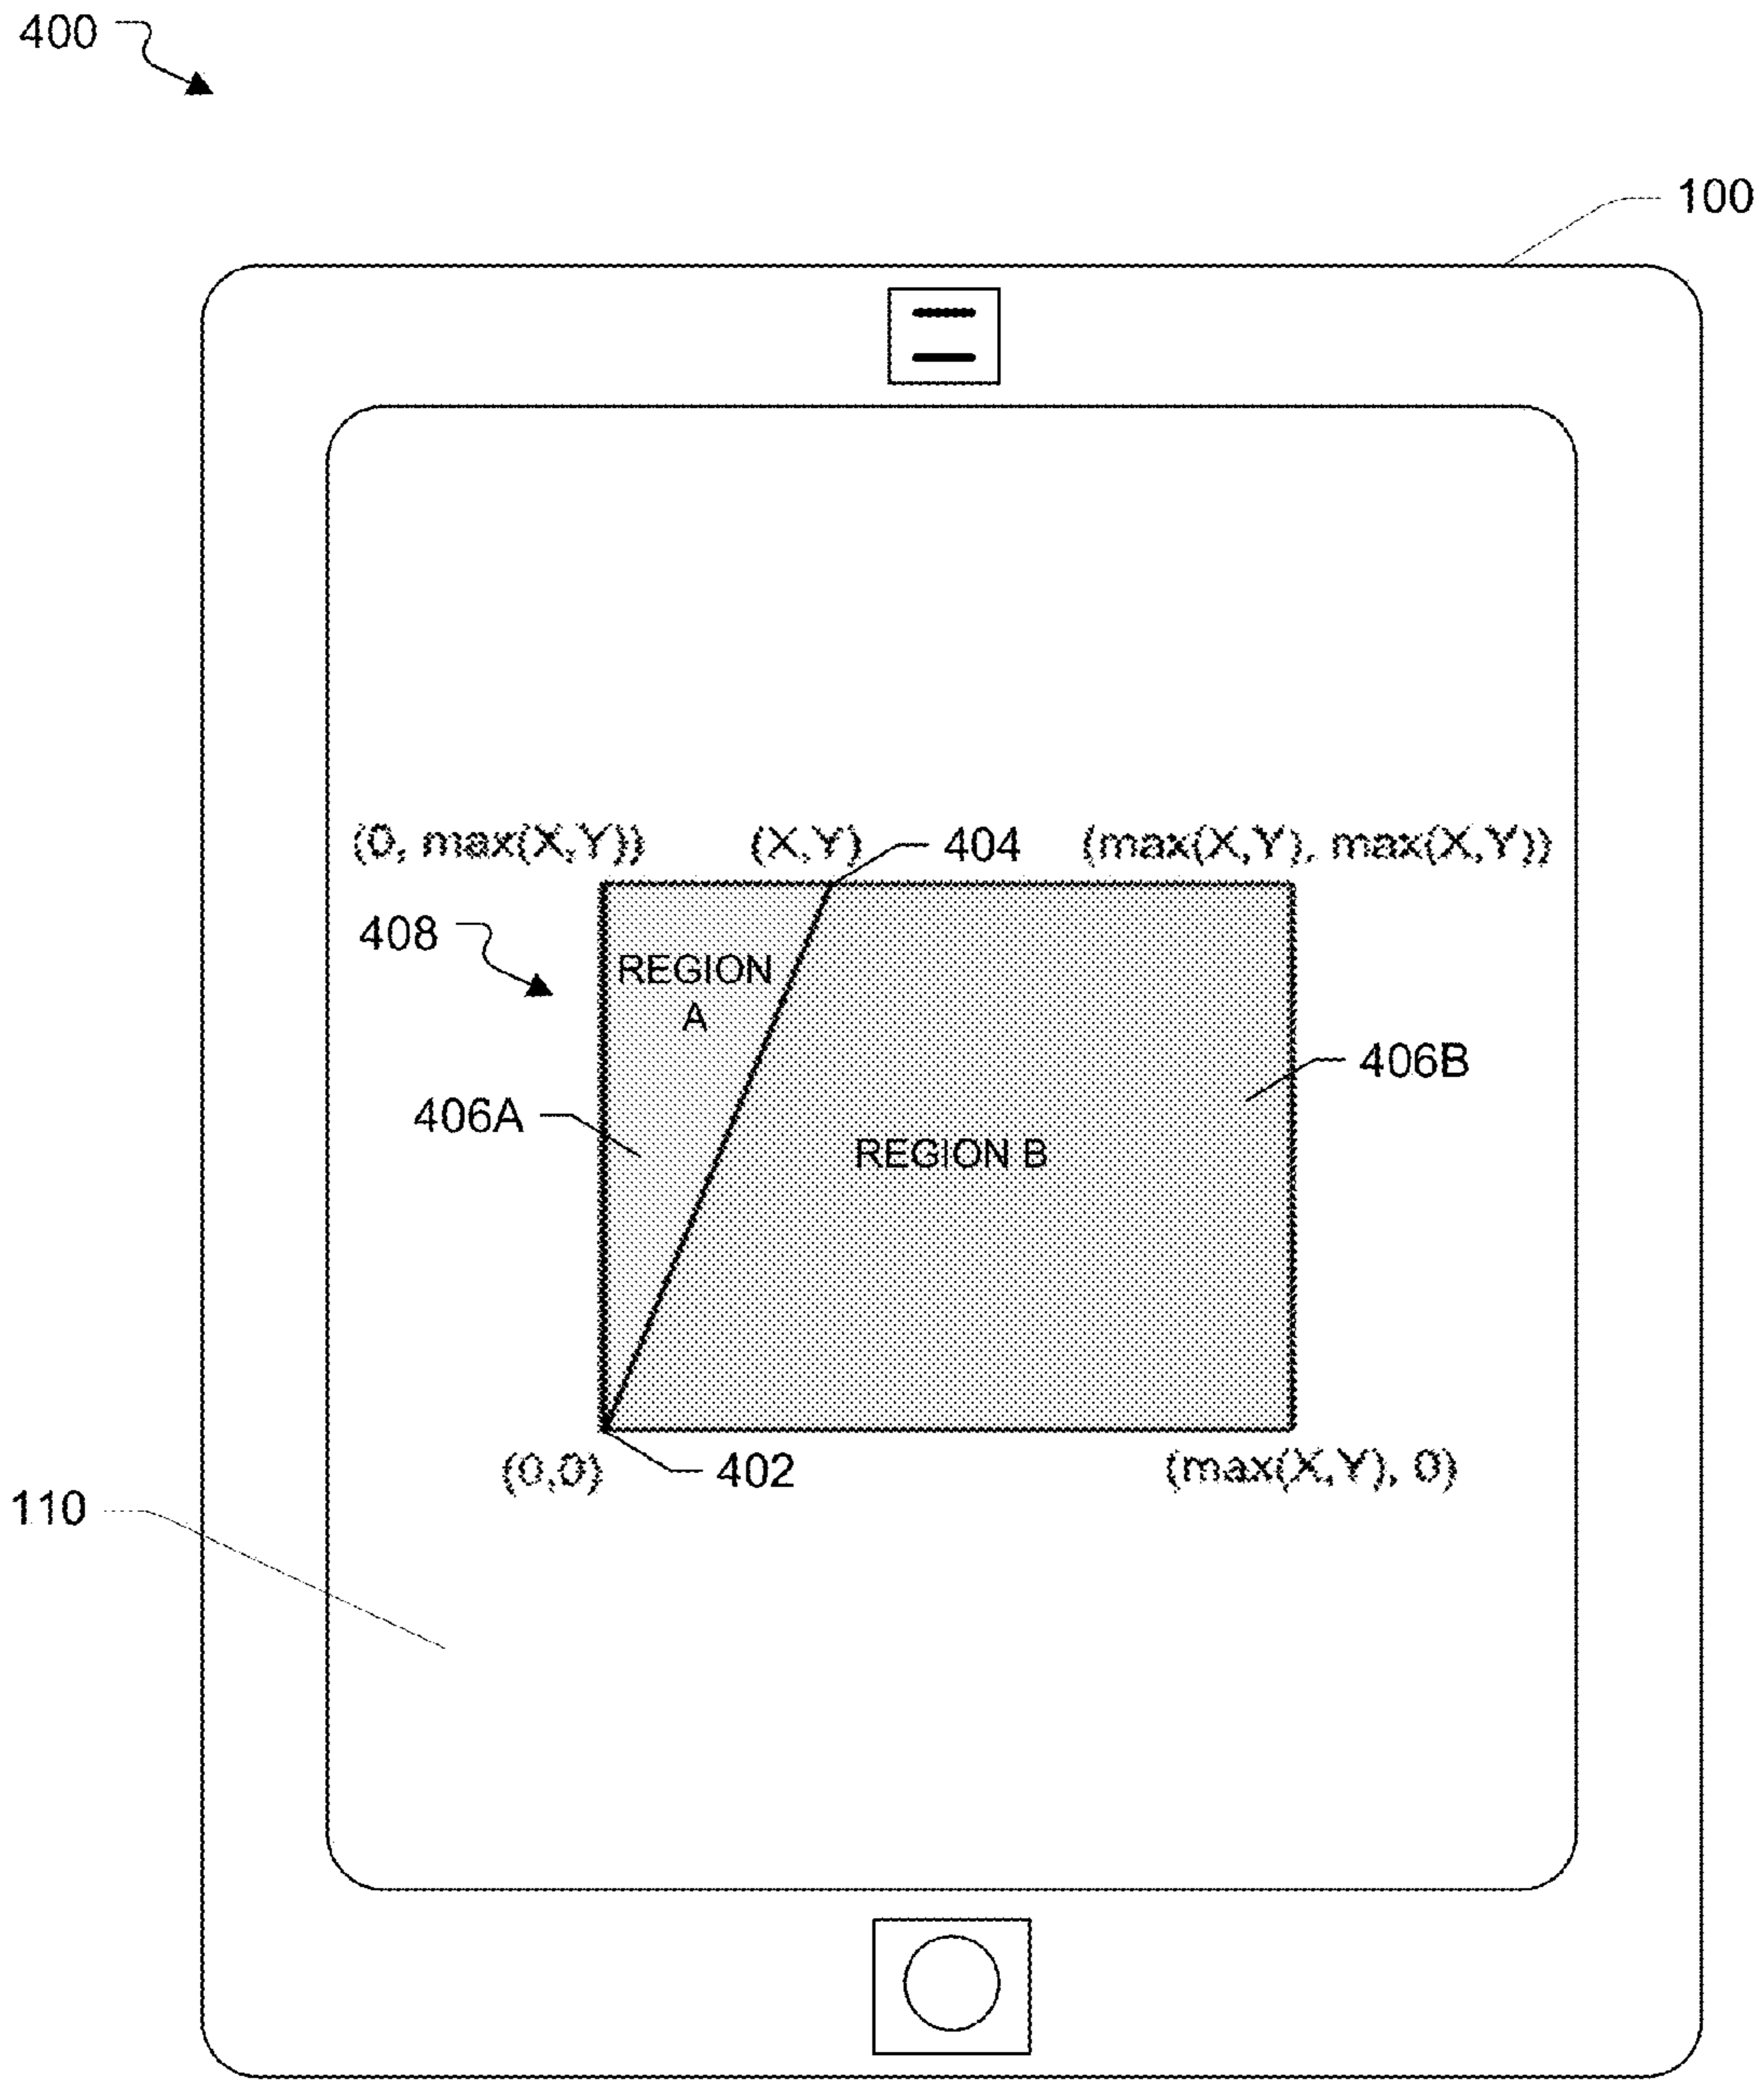 400
100
(0, max(X,Y))
(X,Y)
404
(max(X,Y), max(X,Y))
408
REGION
A
406B
406A
REGION B
(0,0)
402
(max(X,Y), 0)
110